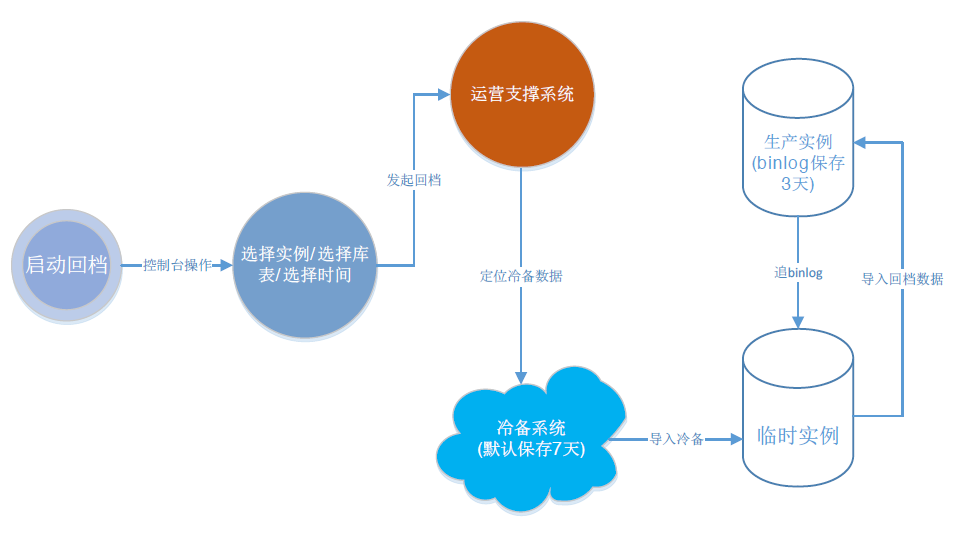 启动回档
控制台操作
选择实例/选择库
表/选择时间
发起回档
运营支撑系统
定位冷备数据
冷备系统
(默认保存7天)
导入冷备
生产实例
(binlog保存
3天)
追binlog
临时实例
导入回档数据